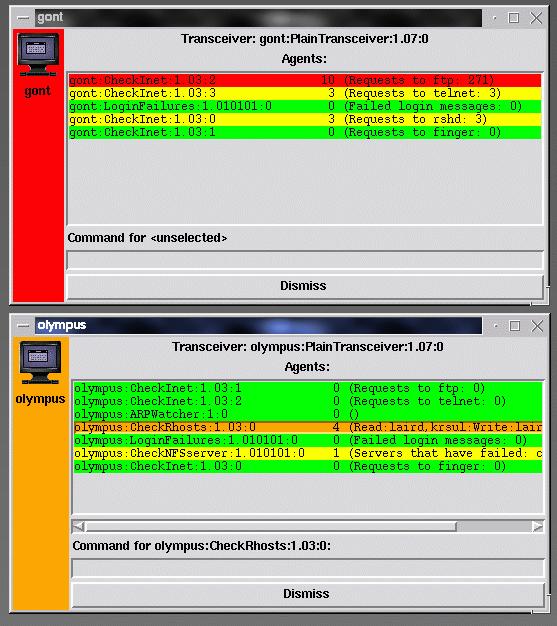 gont
Transceiver: gont:PlainTransceiver:1.07:0
Agents:
gont
gont:CheckInet:1.03:2 10 (Requests to ftp: 271)
gont:CheckInet:1.03:3 3 (Requests to telnet: 3)
gont:LoginFailures:1.010101:0 0 (Failed login messages: 0)
gont:CheckInet:1.03:0 3 (Requests to rshd: 3)
gont:CheckInet:1.03:1 0 (Requests to finger: 0)
Command for <unselected>
Dismiss
olympus
Transceiver: olympus:PlainTransceiver:1.07:0
Agents:
olympus
olympus:CheckInet:1.03:1 0 (Requests to ftp: 0)
olympus:CheckInet:1.03:2 0 (Requests to telnet: 0)
olympus:ARPWatcher:1:0 0 ()
olympus:CheckRhosts:1.03:0 4 (Read:laird,krsul:Write:lair
olympus:LoginFailures:1.010101:0 0 (Failed login messages: 0)
olympus:CheckNFSserver:1.010101:0 1 (Servers that have failed: c
olympus:CheckInet:1.03:0 0 (Requests to finger: 0)
Command for olympus:CheckRhosts:1.03:0:
Dismiss